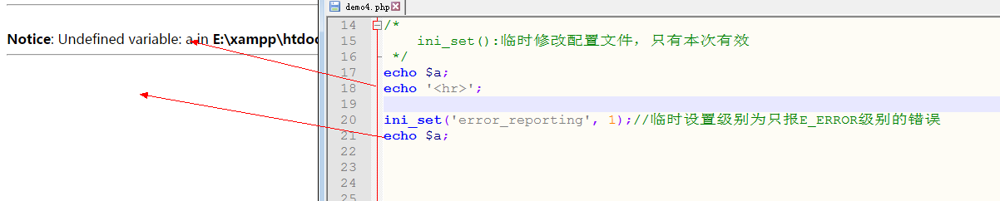 demo4.php
Notice: Undefined variable: a in E:\xampp\htdoc
14 /*
15 ini_set():临时修改配置文件，只有本次有效
16 */
17 echo $a;
18 echo '<hr>';
19
20 ini_set('error_reporting', 1);//临时设置级别为只报E_ERROR级别的错误
21 echo $a;
22
23
24
25